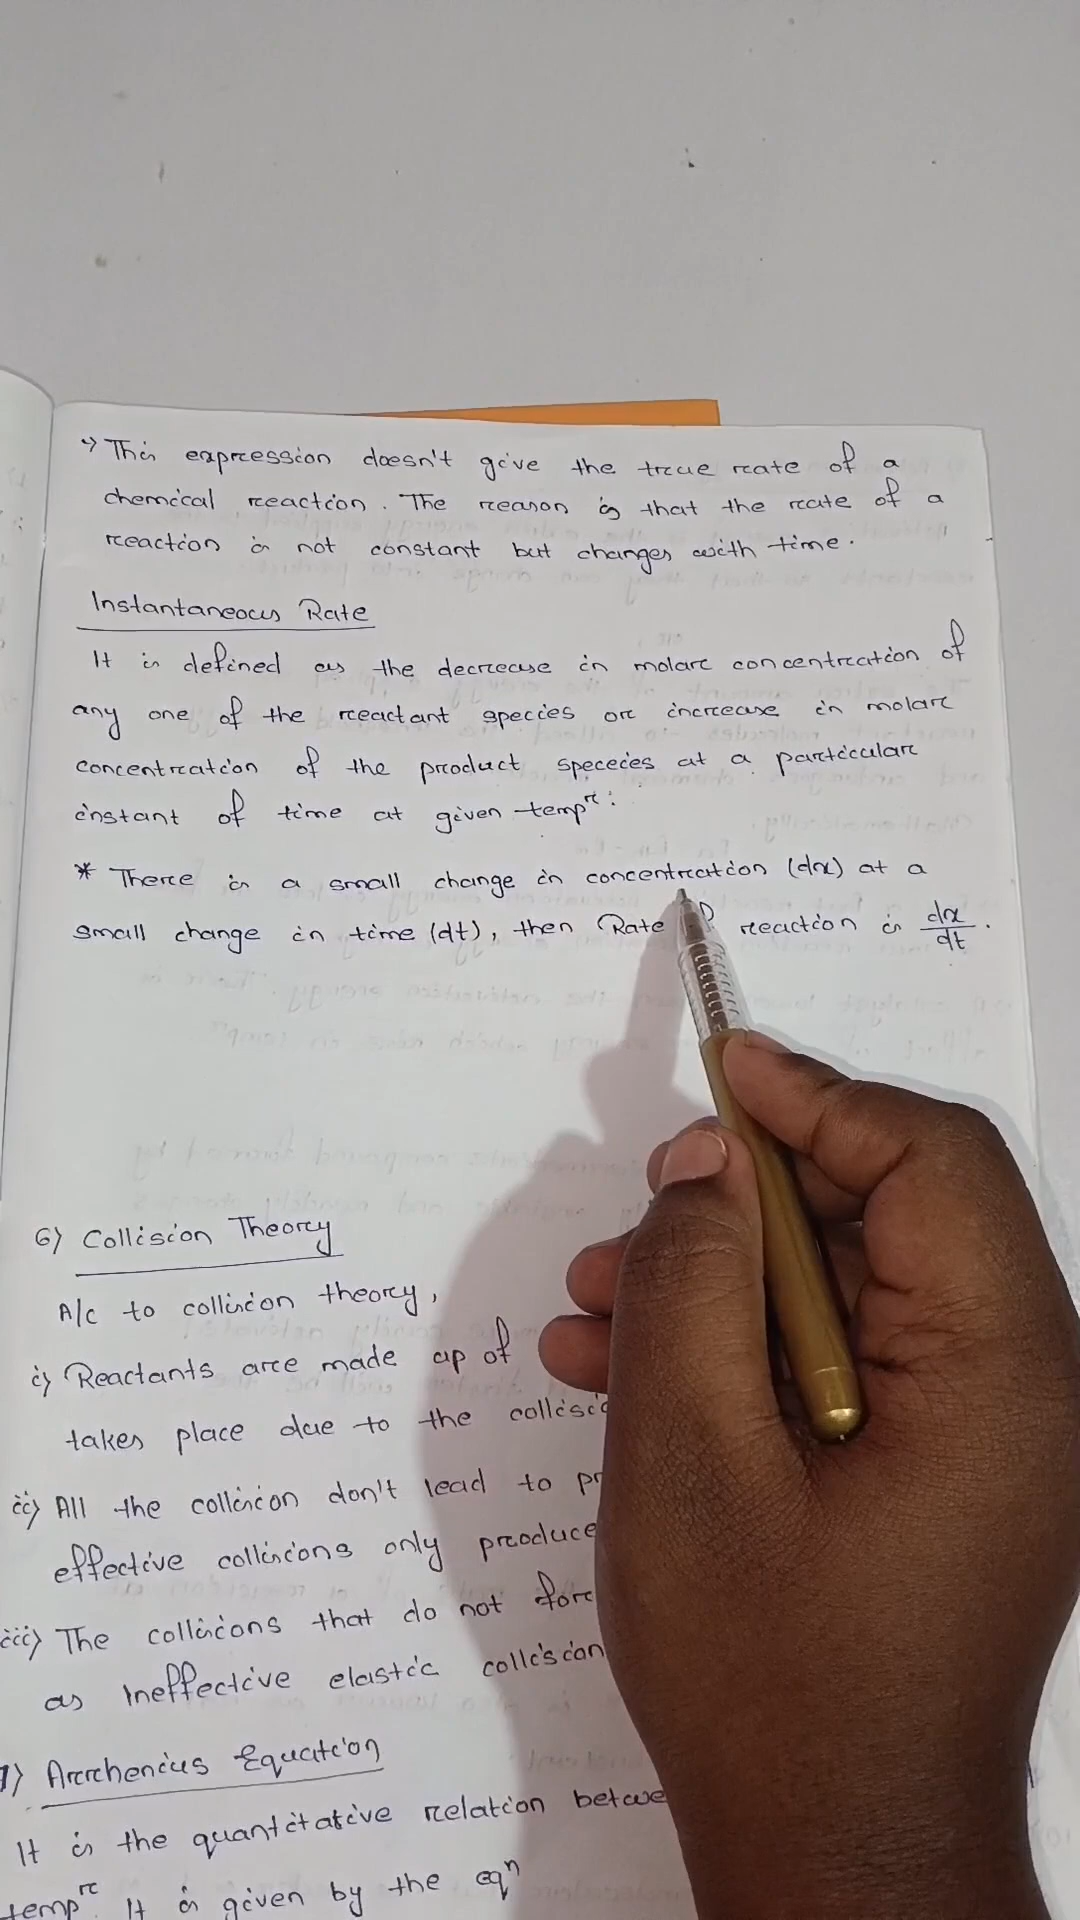 ↳ This expression doesn't give the true rate of a
chemical reaction. The reason is that the rate of a
reaction is not constant but changes with time.
Instantaneous Rate
It is defined as the decrease in molar concentration of
any one of the reactant species or increase in molar
concentration of the product species at a particular
instant of time at given tempr.
* There is a small change in concentration (dx) at a
small change in time (dt), then Rate of reaction is dx/dt.
6) Collision Theory
A/c to collision theory,
i) Reactants are made up of
takes place due to the
ii) All the collision don't lead to
effective collisions only
iii) The collisions that do not
as Ineffective elastic
7) Arrhenius Equation
It is the quantitative relation
tempr. It is given by the eqn